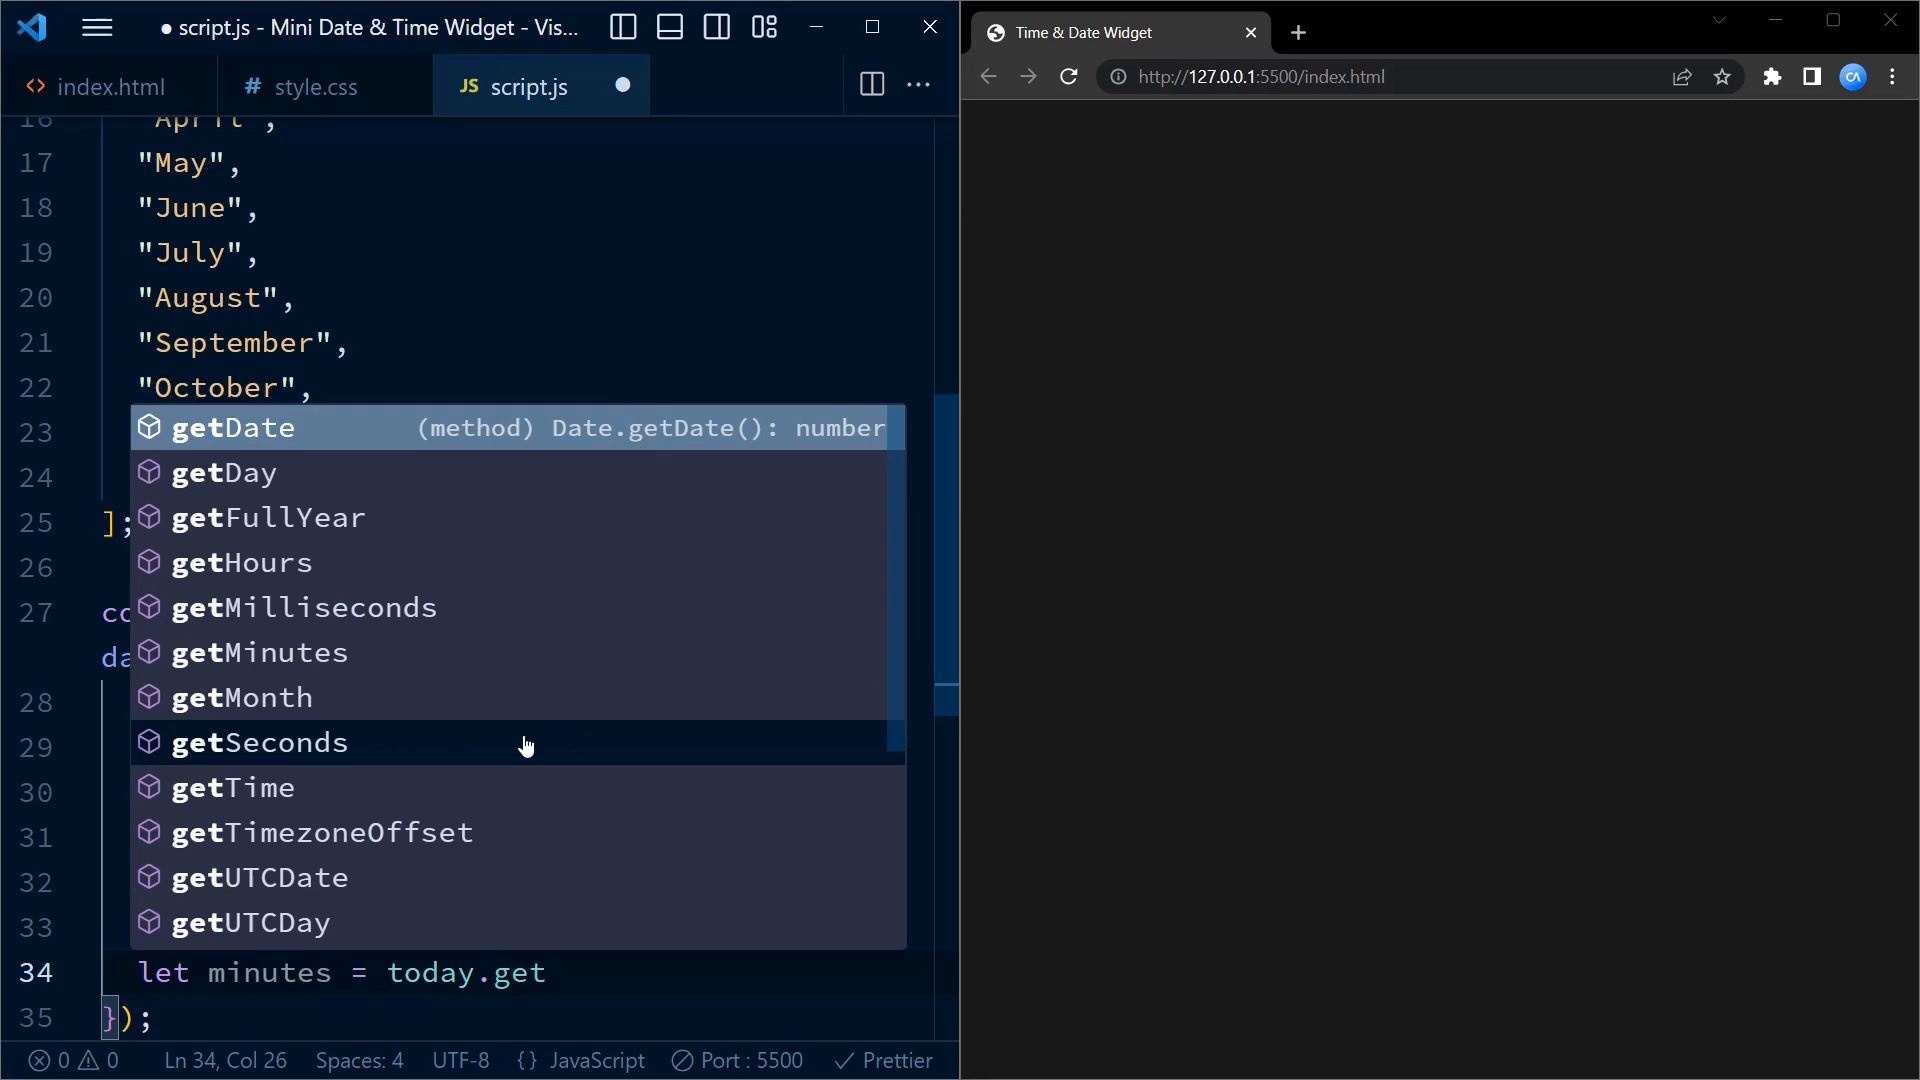 script.js - Mini Date & Time Widget - Vis...
index.html
# style.css
JS script.js
16 "April",
17 "May",
18 "June",
19 "July",
20 "August",
21 "September",
22 "October",
23
24
25 ];
26
27 co
da
28
29
30
31
32
33
getDate (method) Date.getDate(): number
getDay
getFullYear
getHours
getMilliseconds
getMinutes
getMonth
getSeconds
getTime
getTimezoneOffset
getUTCDate
getUTCDay
34 let minutes = today.get
35 });
0 0 Ln 34, Col 26 Spaces: 4 UTF-8 {} JavaScript Port : 5500 Prettier
Time & Date Widget
http://127.0.0.1:5500/index.html
CA